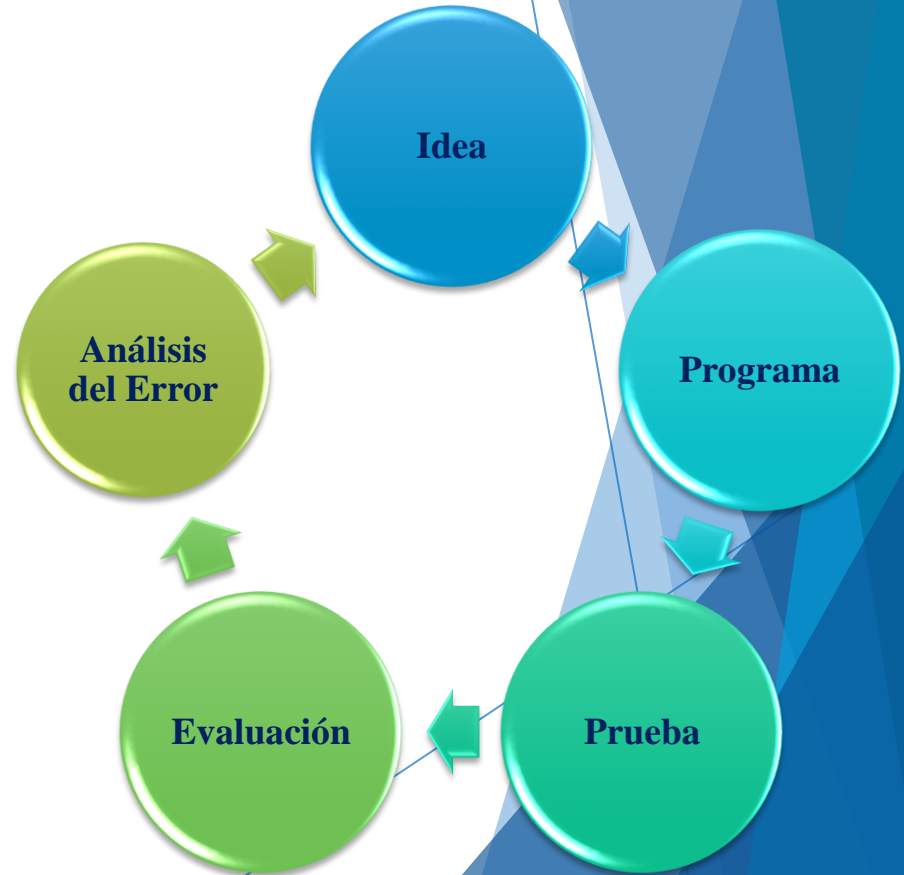 Idea
Programa
Prueba
Evaluación
Análisis
del Error